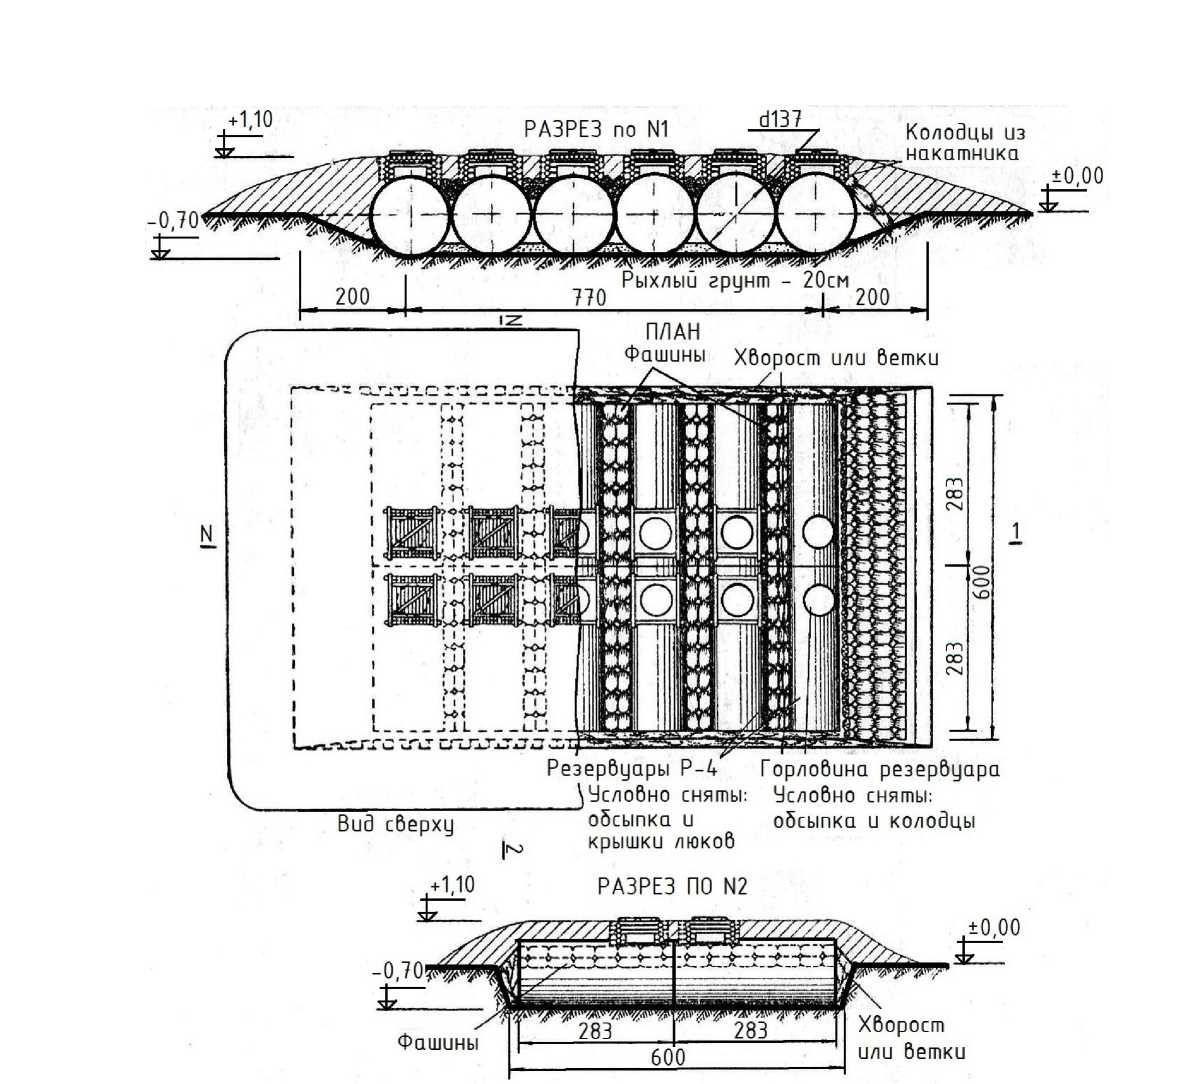 +1,10
РАЗРЕЗ по N1
d137
Колодцы из
накатника
±0,00
-0,70
Рыхлый грунт - 20см
200
770
200
N
ПЛАН
Фашины
Хворост или ветки
N
1
283
600
283
Резервуары Р-4
Условно сняты:
обсыпка и
крышки люков
Горловина резервуара
Условно сняты:
обсыпка и колодцы
Вид сверху
2
РАЗРЕЗ ПО N2
+1,10
±0,00
-0,70
Фашины
283
283
600
Хворост
или ветки